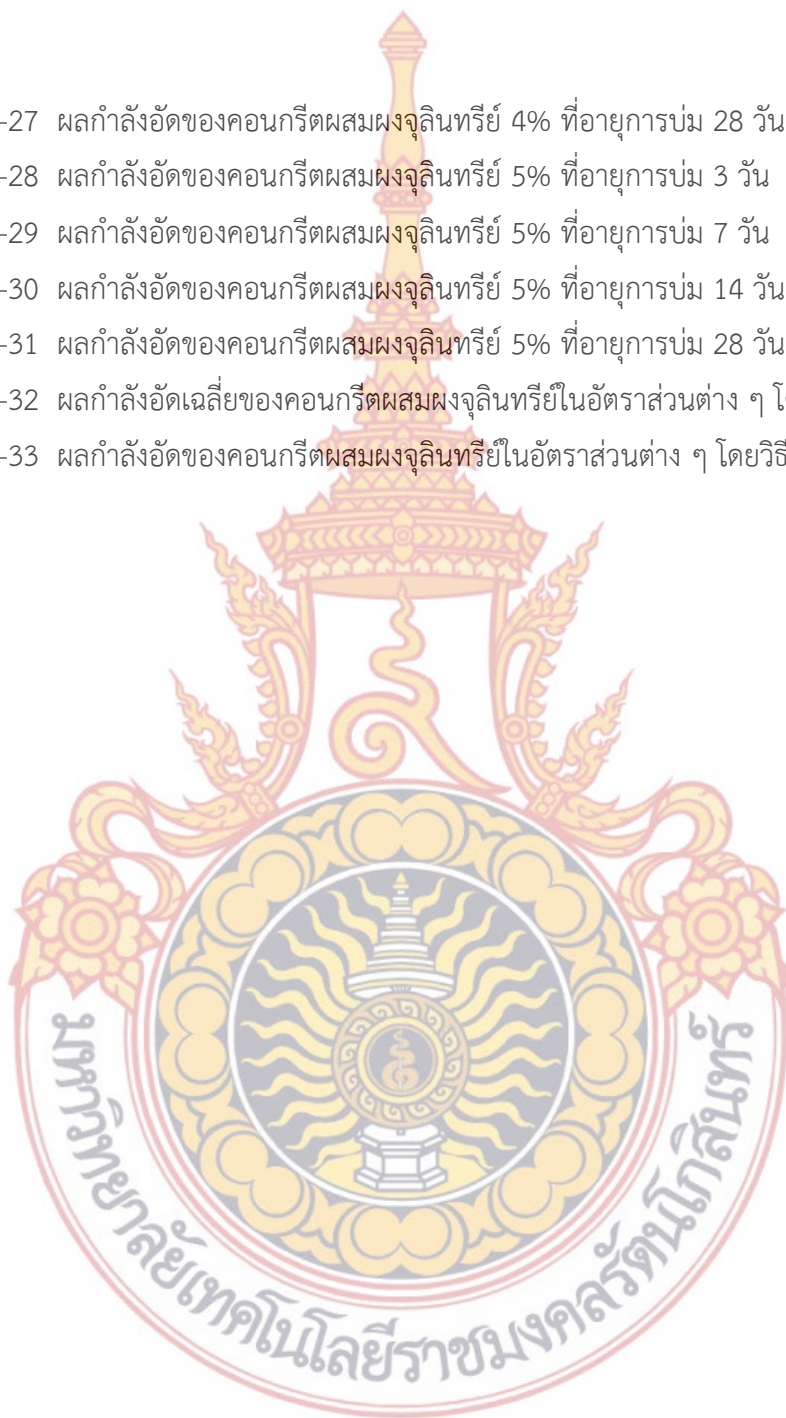 -27 ผลกำลังอัดของคอนกรีตผสมผงจุลินทรีย์ 4% ที่อายุการบ่ม 28 วัน
-28 ผลกำลังอัดของคอนกรีตผสมผงจุลินทรีย์ 5% ที่อายุการบ่ม 3 วัน
-29 ผลกำลังอัดของคอนกรีตผสมผงจุลินทรีย์ 5% ที่อายุการบ่ม 7 วัน
-30 ผลกำลังอัดของคอนกรีตผสมผงจุลินทรีย์ 5% ที่อายุการบ่ม 14 วัน
-31 ผลกำลังอัดของคอนกรีตผสมผงจุลินทรีย์ 5% ที่อายุการบ่ม 28 วัน
-32 ผลกำลังอัดเฉลี่ยของคอนกรีตผสมผงจุลินทรีย์ในอัตราส่วนต่าง ๆ
-33 ผลกำลังอัดของคอนกรีตผสมผงจุลินทรีย์ในอัตราส่วนต่าง ๆ โดยวิธี
มหาวิทยาลัยเทคโนโลยีราชมงคลรัตนโกสินทร์